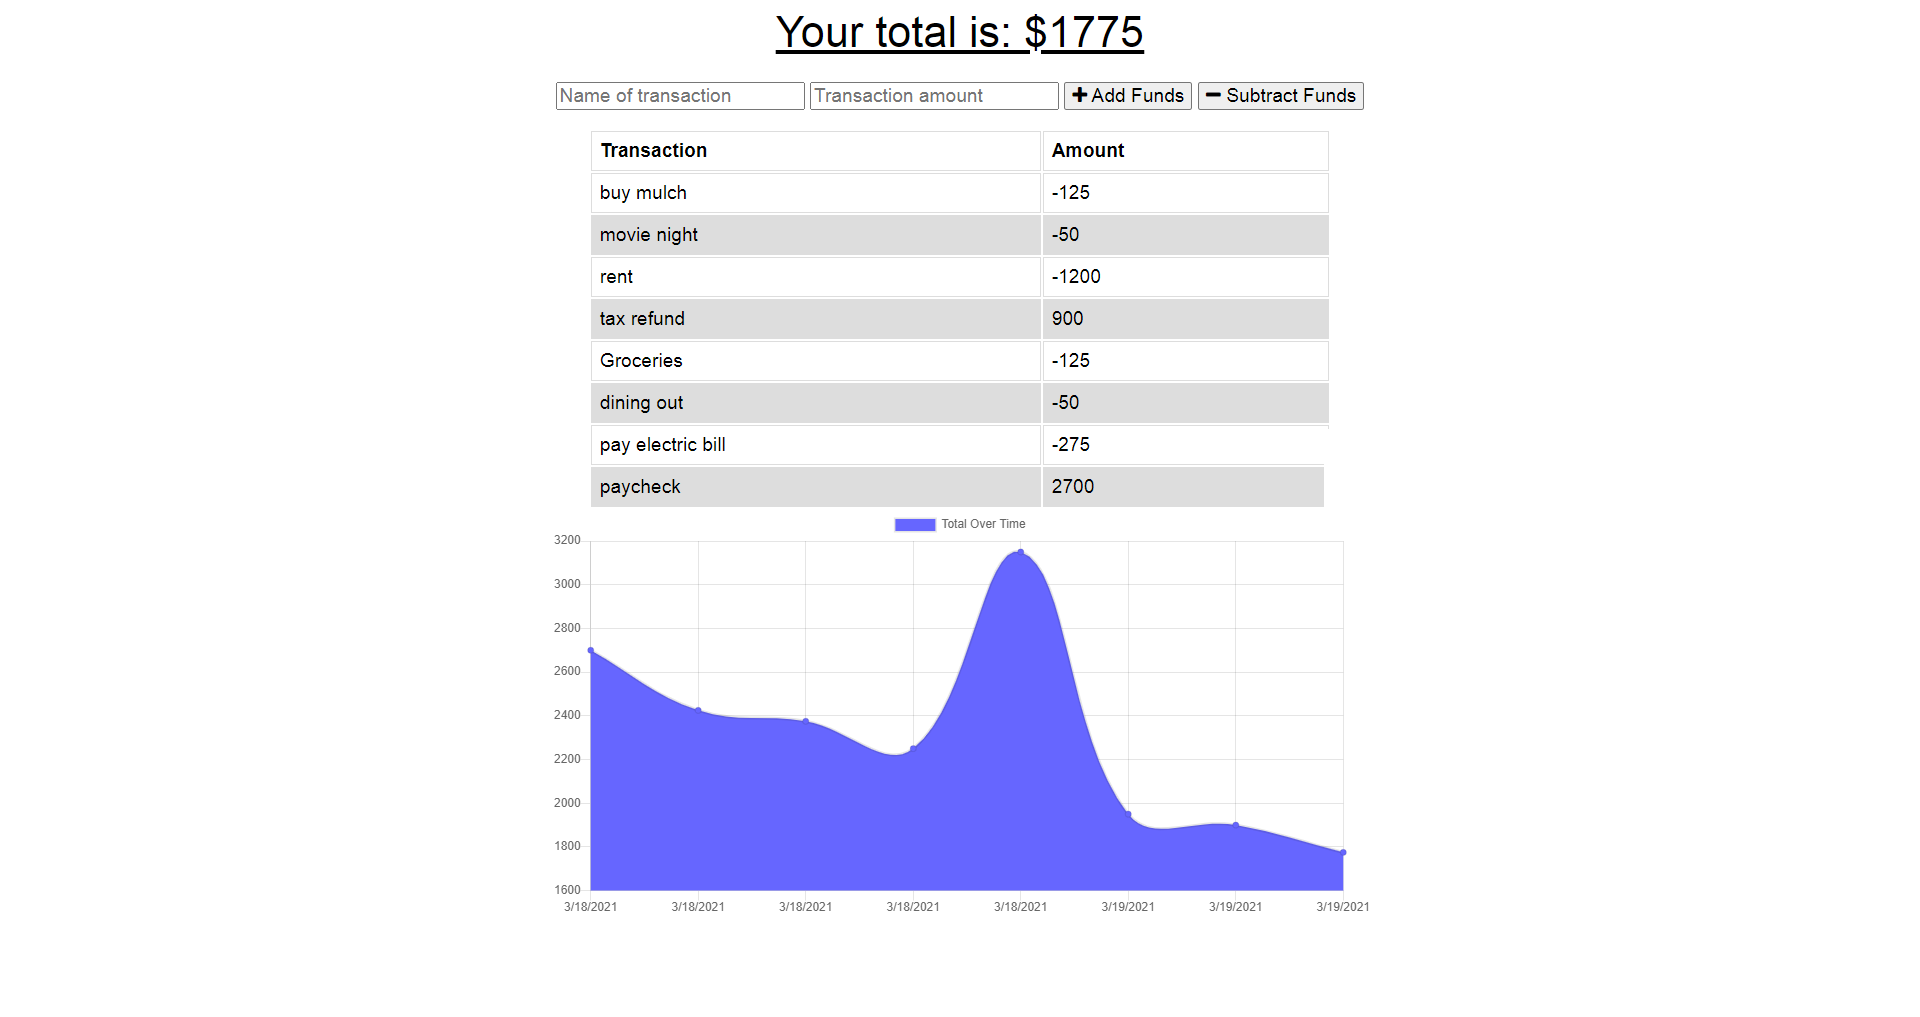 Your total is: $1775
Name of transaction Transaction amount Add Funds Subtract Funds
Transaction Amount
buy mulch -125
movie night -50
rent -1200
tax refund 900
Groceries -125
dining out -50
pay electric bill -275
paycheck 2700
Total Over Time
3200
3000
2800
2600
2400
2200
2000
1800
1600
3/18/2021 3/18/2021 3/18/2021 3/18/2021 3/18/2021 3/19/2021 3/19/2021 3/19/2021